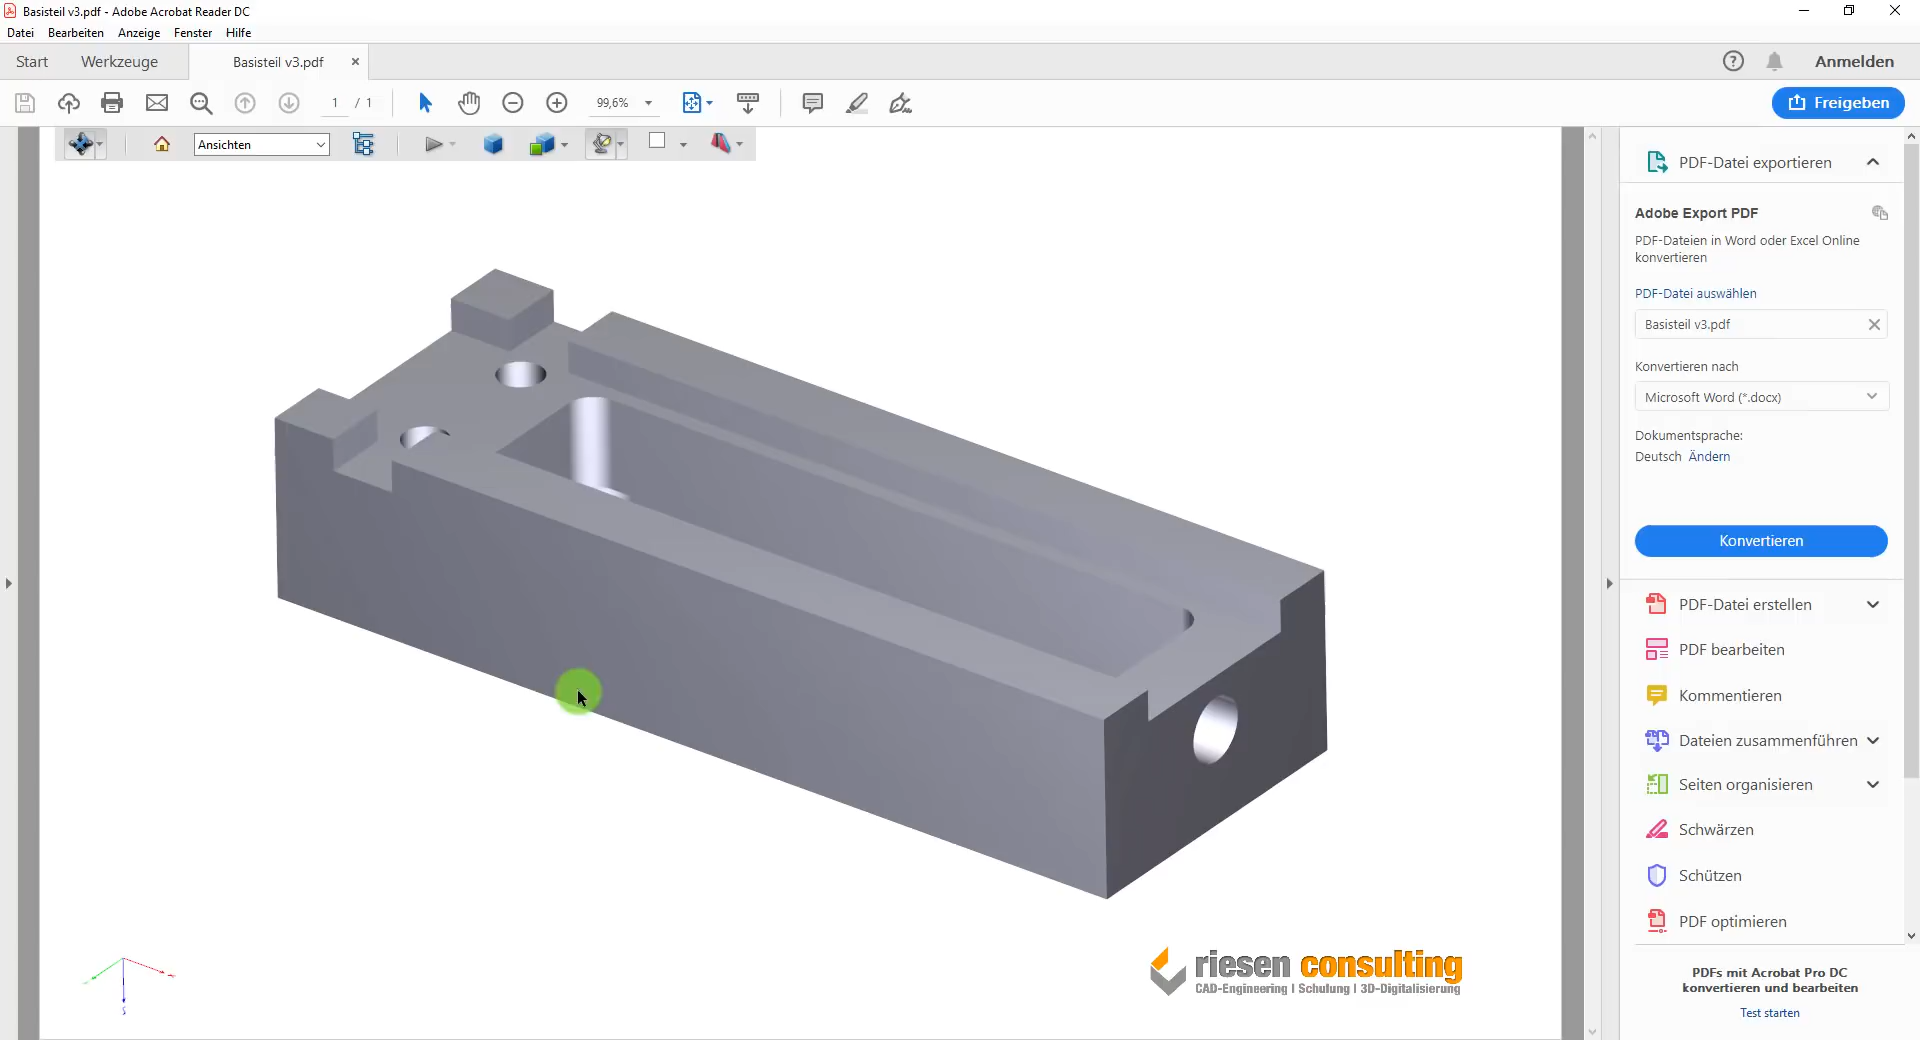 Basisteil v3.pdf - Adobe Acrobat Reader DC
Datei Bearbeiten Anzeige Fenster Hilfe
Start Werkzeuge Basisteil v3.pdf Anmelden
1 / 1 99,6% Freigeben
Ansichten
PDF-Datei exportieren
Adobe Export PDF
PDF-Dateien in Word oder Excel Online
konvertieren
PDF-Datei auswählen
Basisteil v3.pdf
Konvertieren nach
Microsoft Word (*.docx)
Dokumentsprache:
Deutsch Ändern
Konvertieren
PDF-Datei erstellen
PDF bearbeiten
Kommentieren
Dateien zusammenführen
Seiten organisieren
Schwärzen
Schützen
PDF optimieren
PDFs mit Acrobat Pro DC
konvertieren und bearbeiten
Test starten
riesen consulting
CAD-Engineering | Schulung | 3D-Digitalisierung